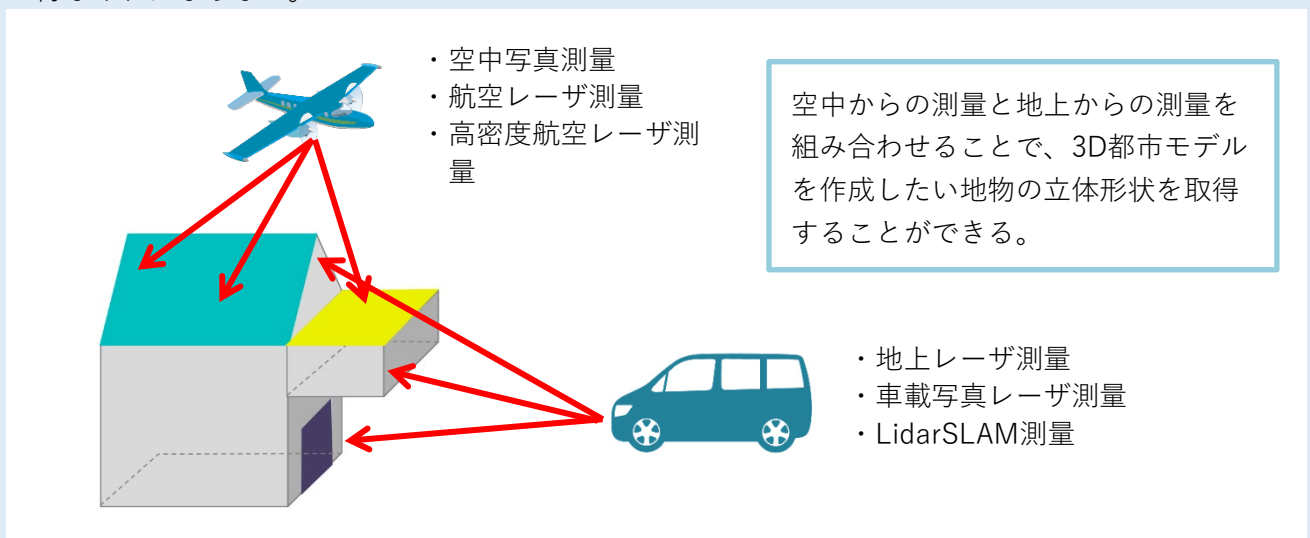 ・空中写真測量
・航空レーザ測量
・高密度航空レーザ測
量
空中からの測量と地上からの測量を
組み合わせることで、3D都市モデル
を作成したい地物の立体形状を取得
することができる。
・地上レーザ測量
・車載写真レーザ測量
・LidarSLAM測量